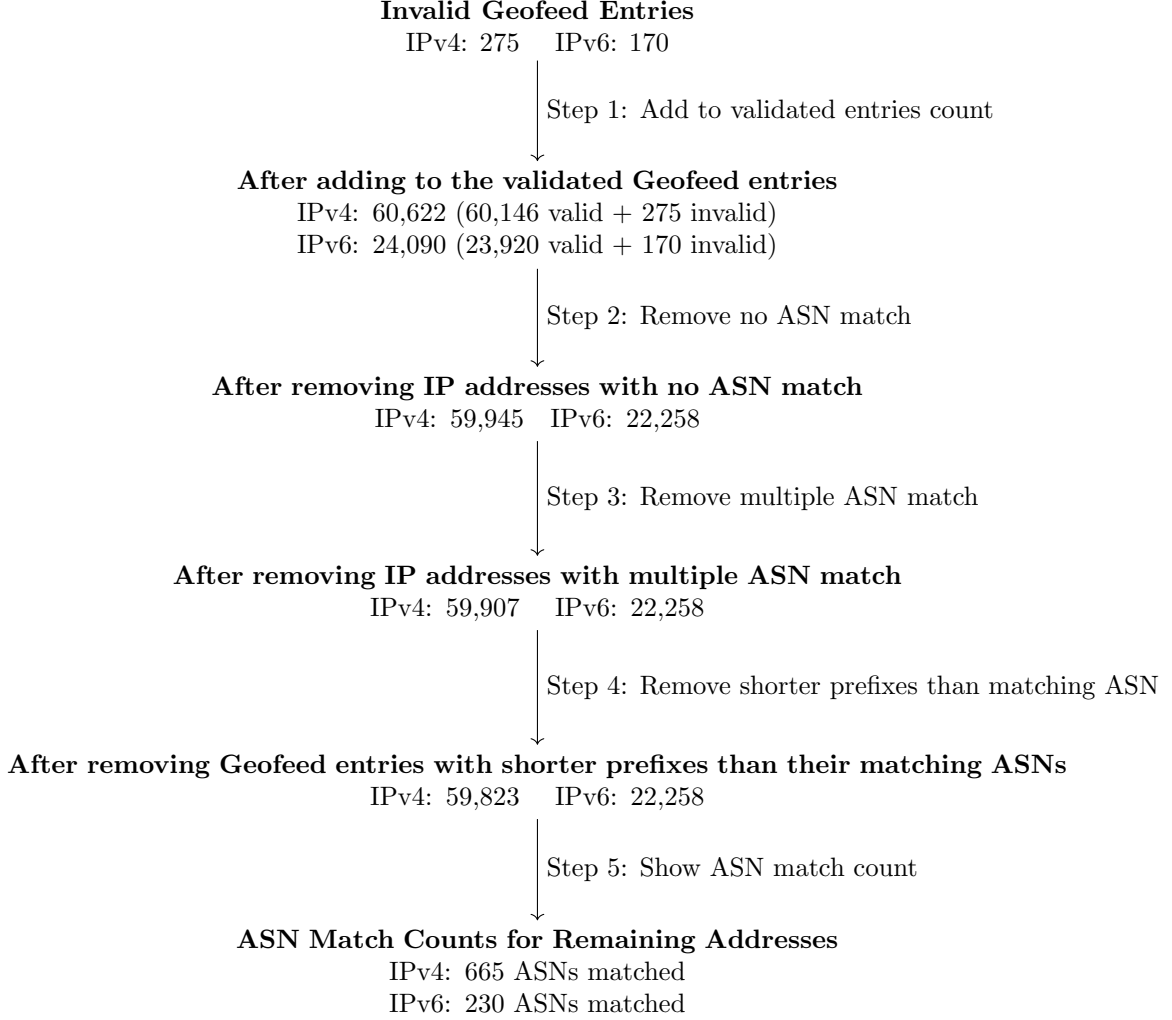 Invalid Geofeed Entries
IPv4: 275 IPv6: 170
Step 1: Add to validated entries count
After adding to the validated Geofeed entries
IPv4: 60,622 (60,146 valid + 275 invalid)
IPv6: 24,090 (23,920 valid + 170 invalid)
Step 2: Remove no ASN match
After removing IP addresses with no ASN match
IPv4: 59,945 IPv6: 22,258
Step 3: Remove multiple ASN match
After removing IP addresses with multiple ASN match
IPv4: 59,907 IPv6: 22,258
Step 4: Remove shorter prefixes than matching ASN
After removing Geofeed entries with shorter prefixes than their matching ASNs
IPv4: 59,823 IPv6: 22,258
Step 5: Show ASN match count
ASN Match Counts for Remaining Addresses
IPv4: 665 ASNs matched
IPv6: 230 ASNs matched